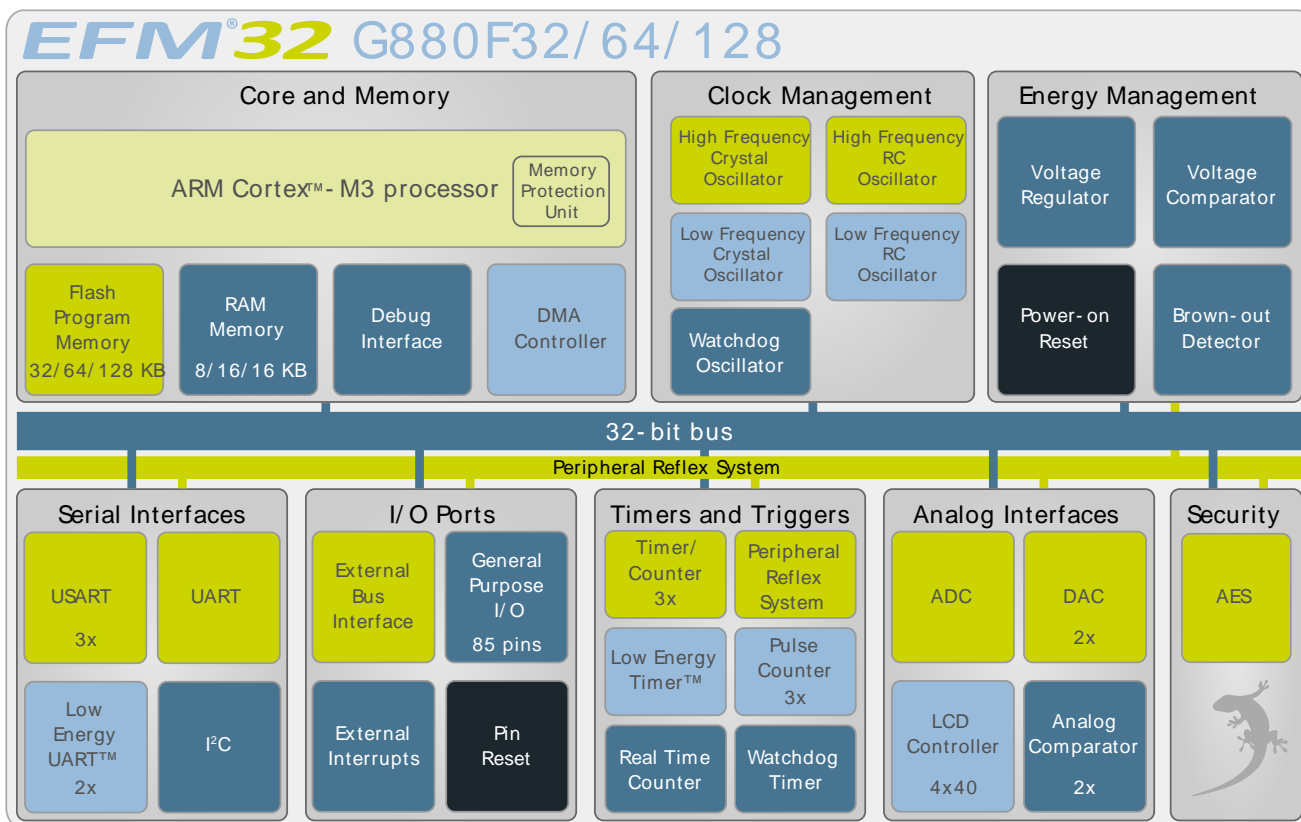 EFM®32 G880F32/64/128
Core and Memory
ARM Cortex™-M3 processor
Memory
Protection
Unit
Flash
Program
Memory
32/64/128 KB
RAM
Memory
8/16/16 KB
Debug
Interface
DMA
Controller
Clock Management
High Frequency
Crystal
Oscillator
High Frequency
RC
Oscillator
Low Frequency
Crystal
Oscillator
Low Frequency
RC
Oscillator
Watchdog
Oscillator
Energy Management
Voltage
Regulator
Voltage
Comparator
Power-on
Reset
Brown-out
Detector
32-bit bus
Peripheral Reflex System
Serial Interfaces
USART
3x
UART
Low
Energy
UART™
2x
I²C
I/O Ports
External
Bus
Interface
General
Purpose
I/O
85 pins
External
Interrupts
Pin
Reset
Timers and Triggers
Timer/
Counter
3x
Peripheral
Reflex
System
Low Energy
Timer™
Pulse
Counter
3x
Real Time
Counter
Watchdog
Timer
Analog Interfaces
ADC
DAC
2x
LCD
Controller
4x40
Analog
Comparator
2x
Security
AES